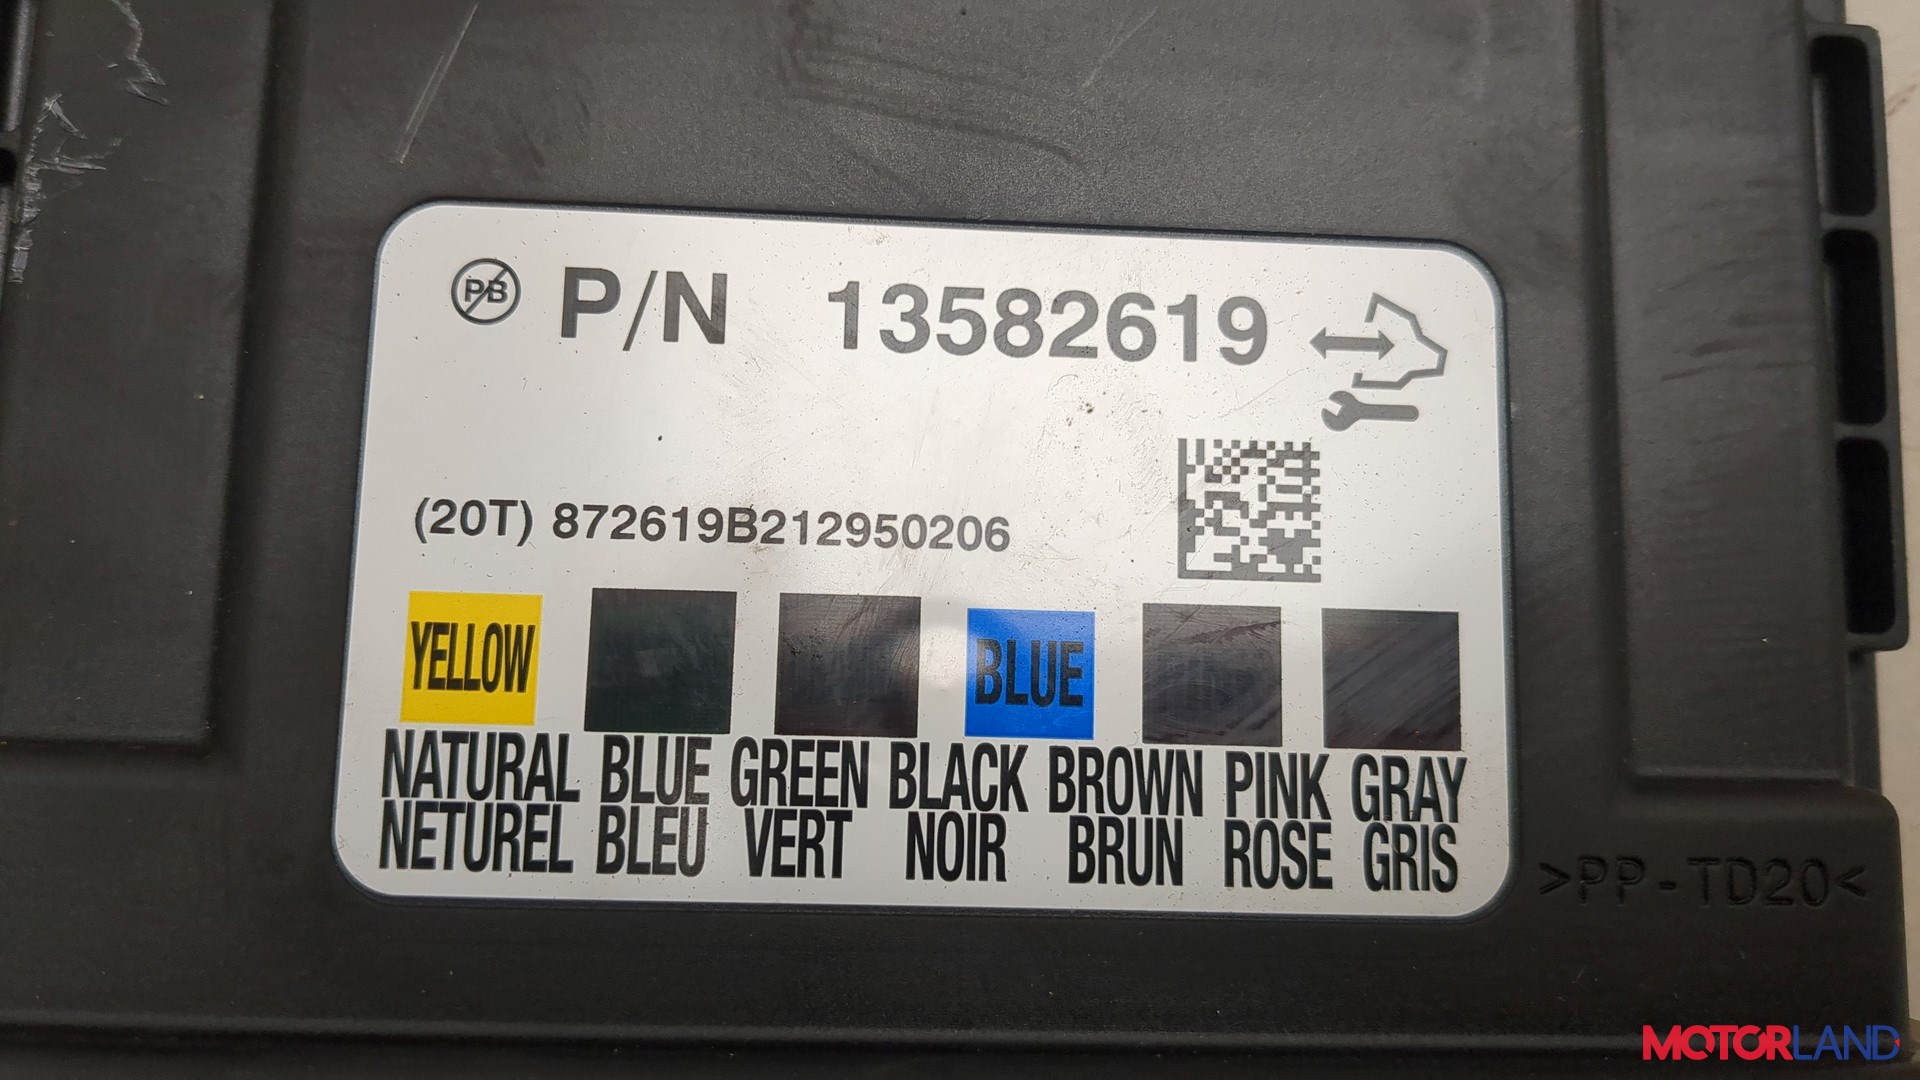 PB P/N 13582619
(20T) 872619B212950206
YELLOW BLUE
NATURAL BLUE GREEN BLACK BROWN PINK GRAY
NETUREL BLEU VERT NOIR BRUN ROSE GRIS
>PP-TD20<
MOTORLAND